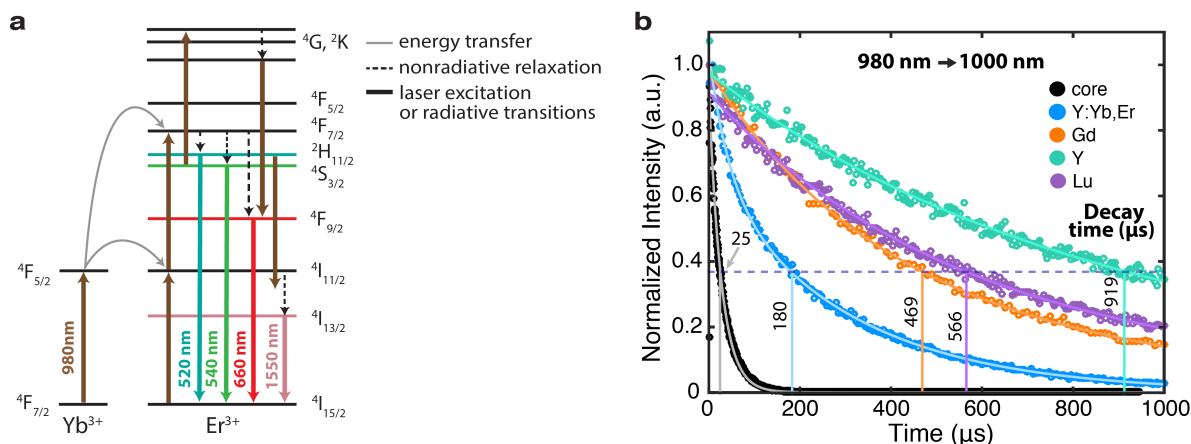 a
⁴G, ²K
⁴F₅/₂
⁴F₇/₂
²H₁₁/₂
⁴S₃/₂
⁴F₉/₂
⁴F₅/₂
⁴I₁₁/₂
⁴I₁₃/₂
980nm
520 nm
540 nm
660 nm
1550 nm
⁴F₇/₂
⁴I₁₅/₂
Yb³⁺
Er³⁺
energy transfer
nonradiative relaxation
laser excitation
or radiative transitions
b
980 nm → 1000 nm
core
Y:Yb,Er
Gd
Y
Lu
Decay
time (μs)
25
180
469
566
919
Normalized Intensity (a.u.)
1.0
0.8
0.6
0.4
0.2
0
0
200
400
600
800
1000
Time (μs)